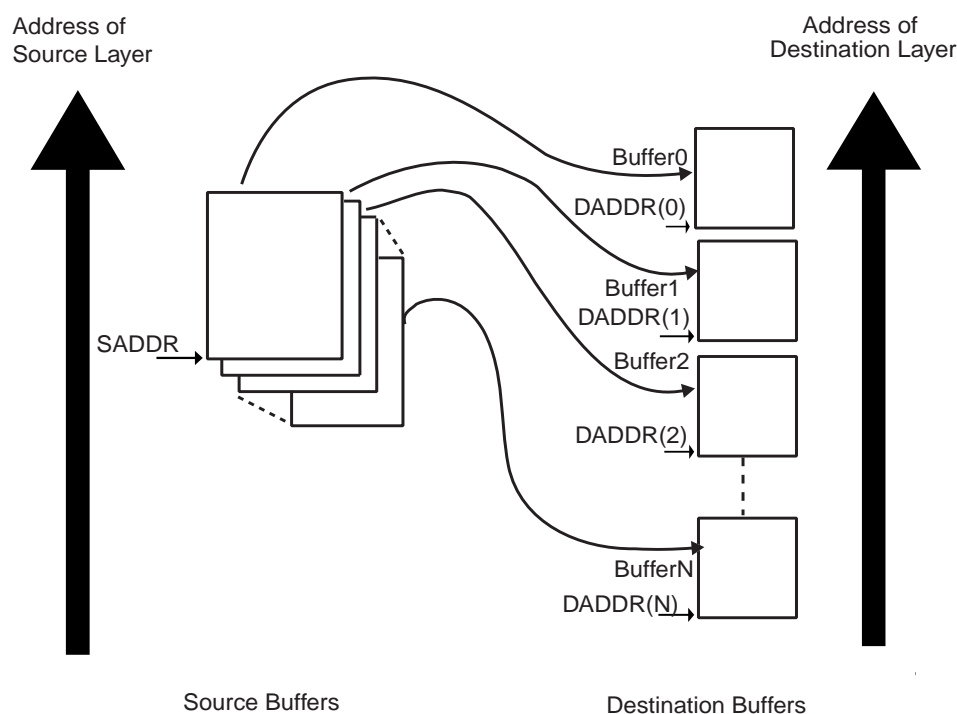 Address of
Source Layer
Address of
Destination Layer
Buffer0
DADDR(0)
Buffer1
DADDR(1)
SADDR
Buffer2
DADDR(2)
BufferN
DADDR(N)
Source Buffers
Destination Buffers